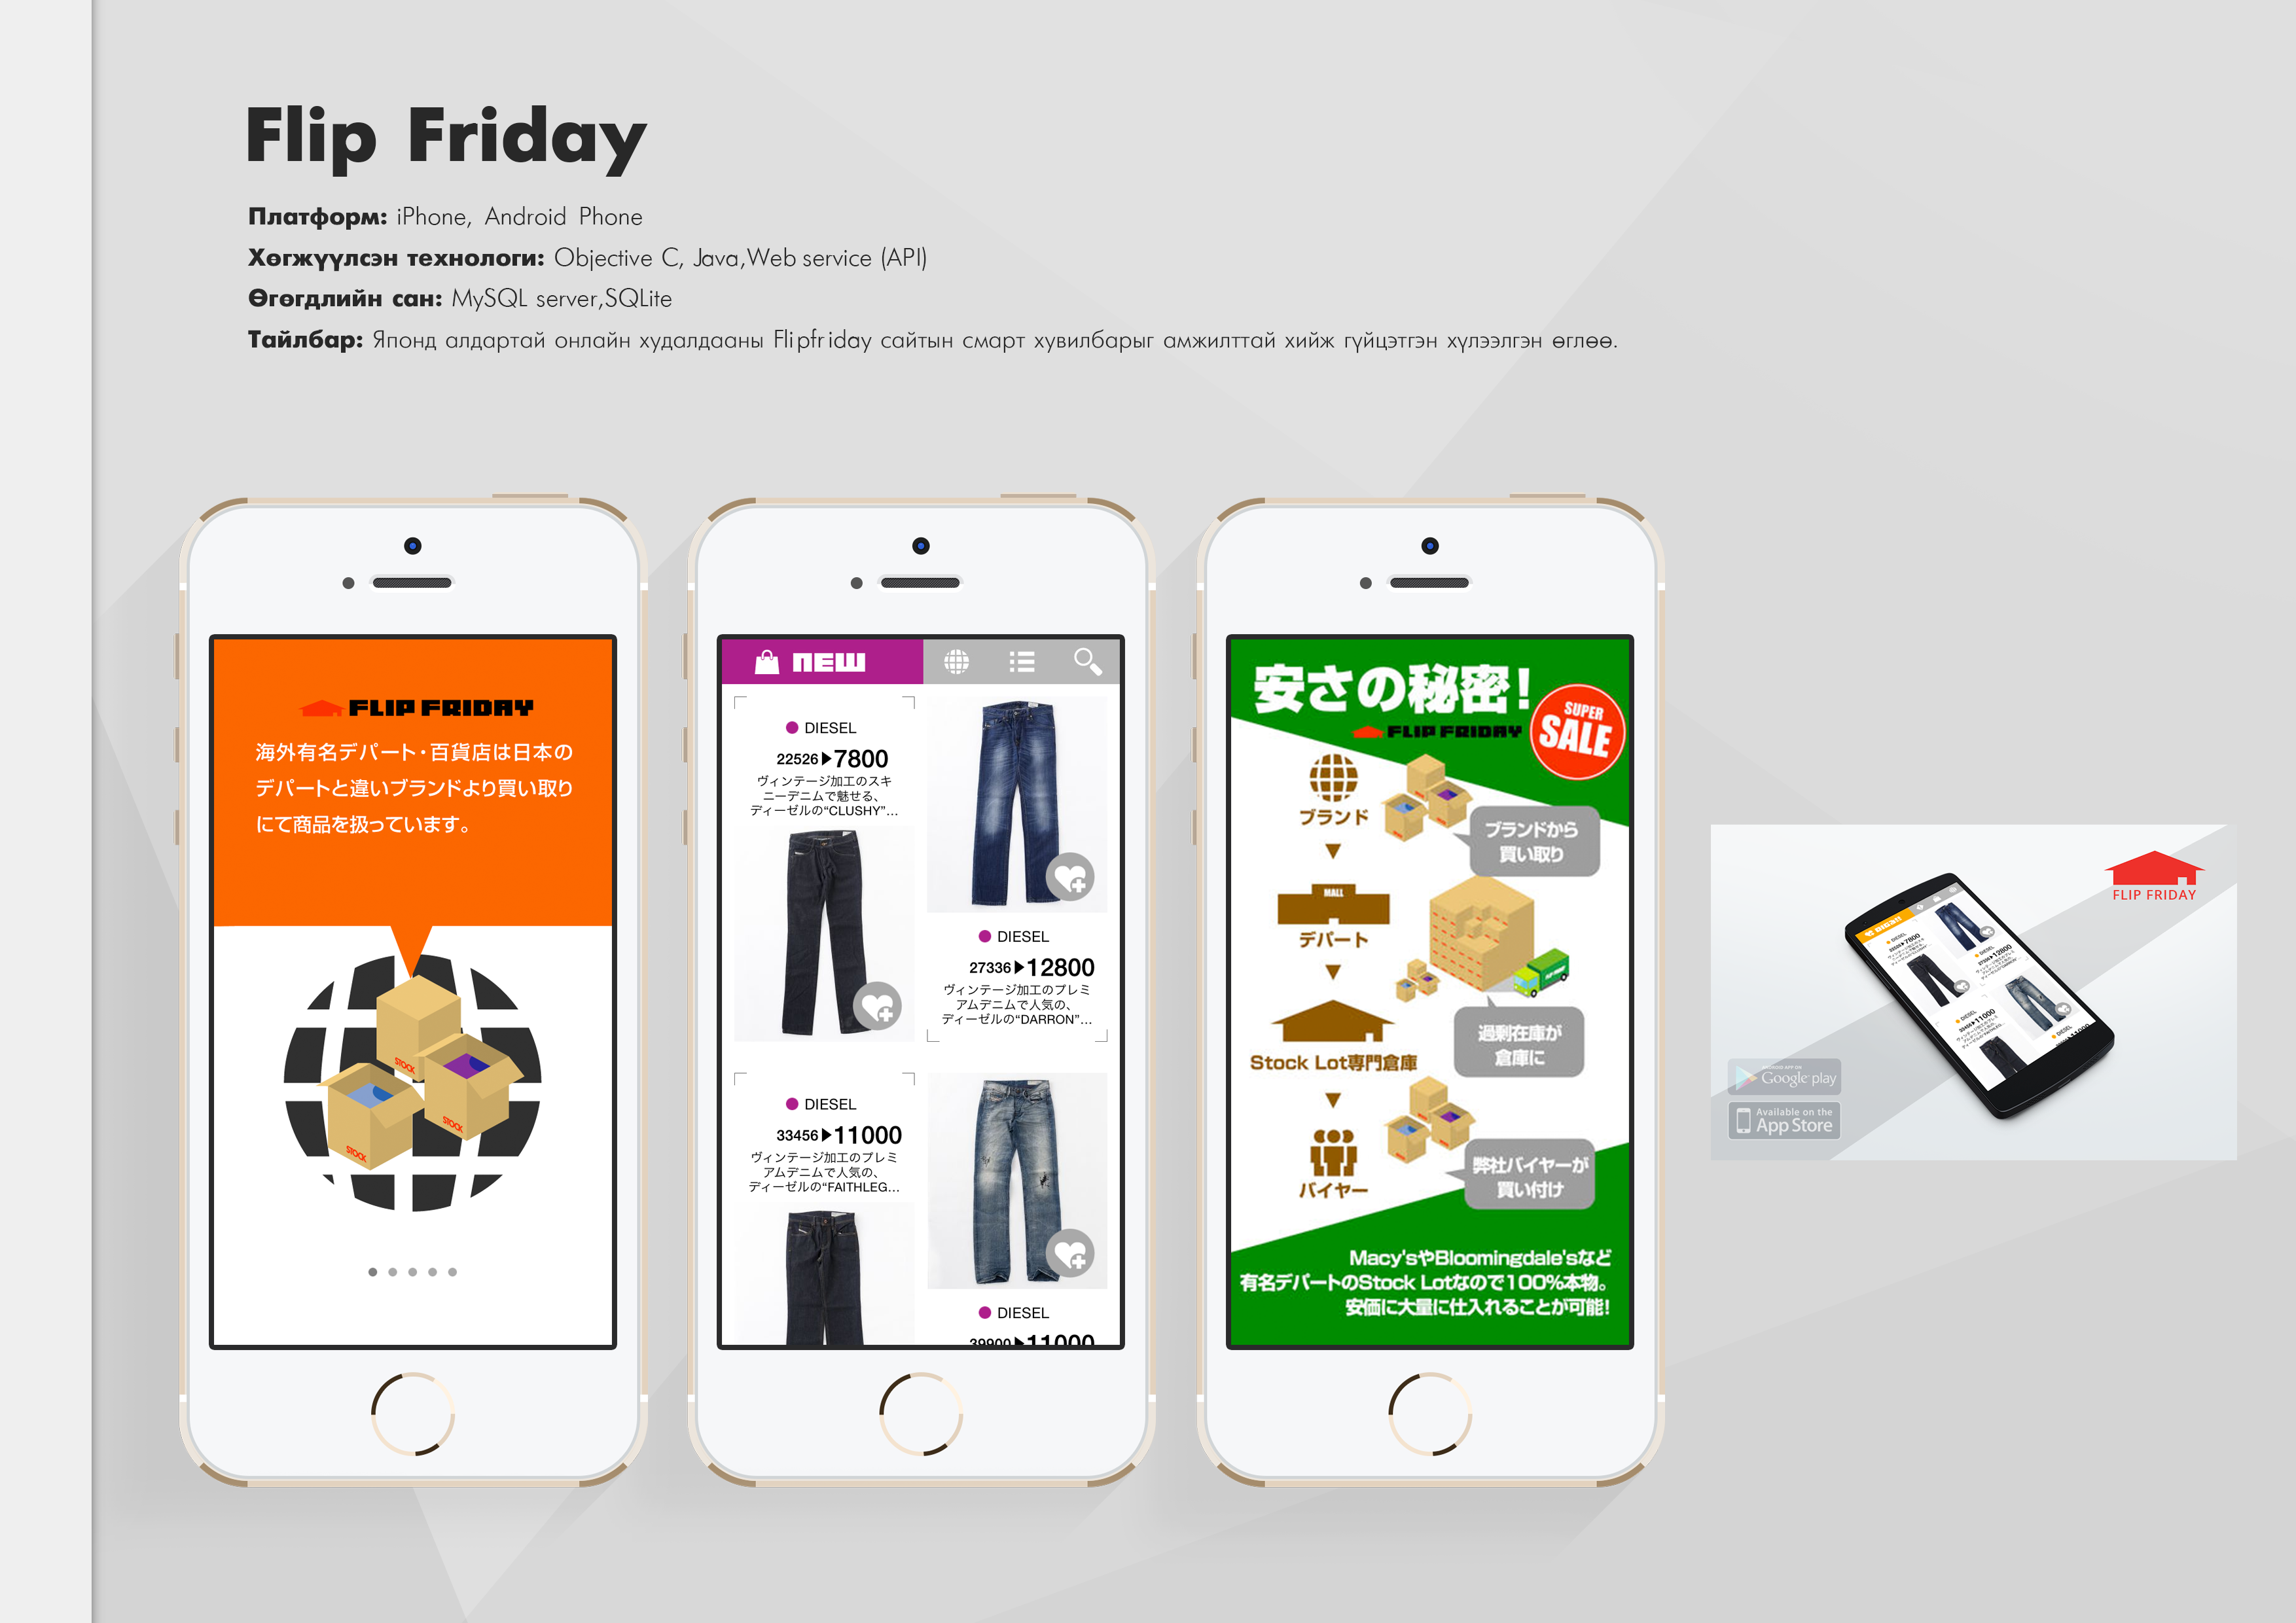 Flip Friday
Платформ: iPhone, Android Phone
Хөгжүүлсэн технологи: Objective C, Java,Web service (API)
Өгөгдлийн сан: MySQL server,SQLite
Тайлбар: Японд алдартай онлайн худалдааны Flipfriday сайтын смарт хувилбарыг амжилттай хийж гүйцэтгэн хүлээлгэн өглөө.
FLIP FRIDAY
海外有名デパート・百貨店は日本の
デパートと違いブランドより買い取り
にて商品を扱っています。
STOCK
STOCK
STOCK
NEW
DIESEL
22526▶7800
ヴィンテージ加工のスキ
ニーデニムで魅せる、
ディーゼルの“CLUSHY”...
DIESEL
27336▶12800
ヴィンテージ加工のプレミ
アムデニムで人気の、
ディーゼルの“DARRON”...
DIESEL
33456▶11000
ヴィンテージ加工のプレミ
アムデニムで人気の、
ディーゼルの“FAITHLEG...
DIESEL
39900▶11000
安さの秘密!
FLIP FRIDAY
SUPER
SALE
ブランド
ブランドから
買い取り
MALL
デパート
過剰在庫が
倉庫に
Stock Lot専門倉庫
バイヤー
弊社バイヤーが
買い付け
Macy'sやBloomingdale'sなど
有名デパートのStock Lotなので100%本物。
安価に大量に仕入れることが可能!
FLIP FRIDAY
DIESEL
7800
DIESEL
12800
DIESEL
11000
DIESEL
11000
ANDROID APP ON
Google play
Available on the
App Store